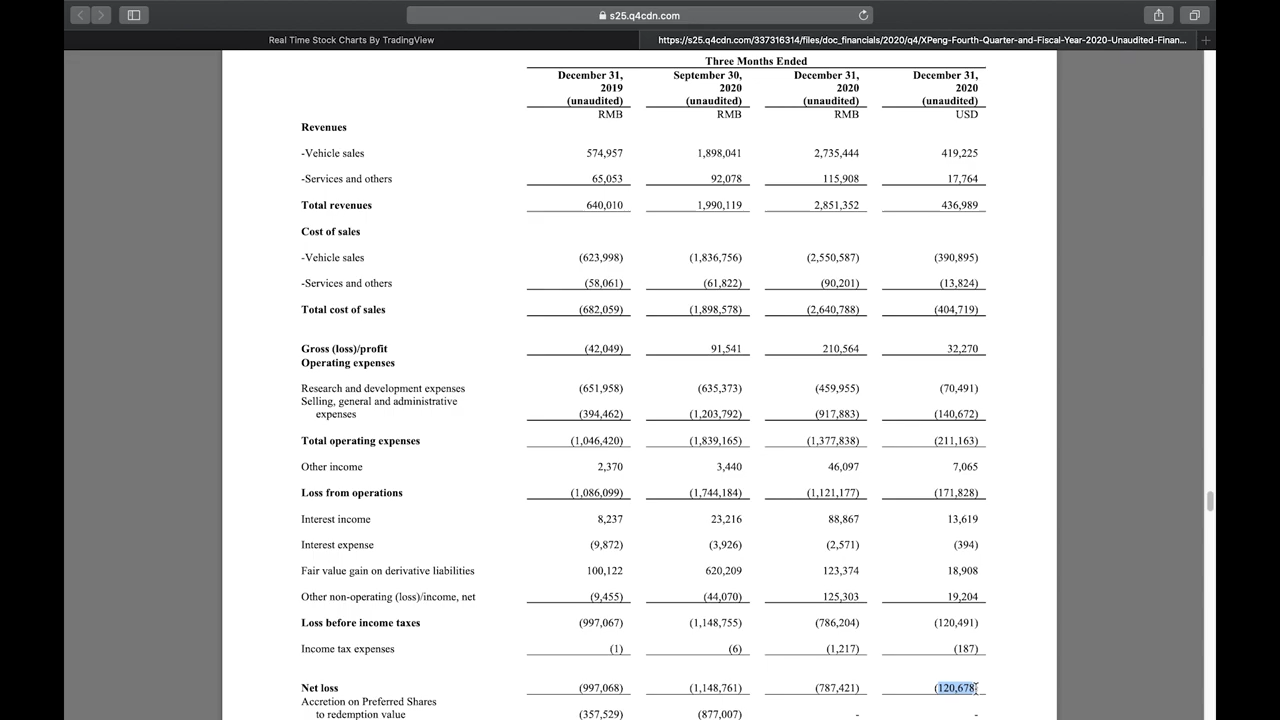 s25.q4cdn.com
Real Time Stock Charts By TradingView
https://s25.q4cdn.com/337316314/files/doc_financials/2020/q4/XPeng-Fourth-Quarter-and-Fiscal-Year-2020-Unaudited-Finan...
Three Months Ended
December 31, September 30, December 31, December 31,
2019 2020 2020 2020
(unaudited) (unaudited) (unaudited) (unaudited)
RMB RMB RMB USD
Revenues
-Vehicle sales 574,957 1,898,041 2,735,444 419,225
-Services and others 65,053 92,078 115,908 17,764
Total revenues 640,010 1,990,119 2,851,352 436,989
Cost of sales
-Vehicle sales (623,998) (1,836,756) (2,550,587) (390,895)
-Services and others (58,061) (61,822) (90,201) (13,824)
Total cost of sales (682,059) (1,898,578) (2,640,788) (404,719)
Gross (loss)/profit (42,049) 91,541 210,564 32,270
Operating expenses
Research and development expenses (651,958) (635,373) (459,955) (70,491)
Selling, general and administrative
expenses (394,462) (1,203,792) (917,883) (140,672)
Total operating expenses (1,046,420) (1,839,165) (1,377,838) (211,163)
Other income 2,370 3,440 46,097 7,065
Loss from operations (1,086,099) (1,744,184) (1,121,177) (171,828)
Interest income 8,237 23,216 88,867 13,619
Interest expense (9,872) (3,926) (2,571) (394)
Fair value gain on derivative liabilities 100,122 620,209 123,374 18,908
Other non-operating (loss)/income, net (9,455) (44,070) 125,303 19,204
Loss before income taxes (997,067) (1,148,755) (786,204) (120,491)
Income tax expenses (1) (6) (1,217) (187)
Net loss (997,068) (1,148,761) (787,421) (120,678)
Accretion on Preferred Shares
to redemption value (357,529) (877,007) - -